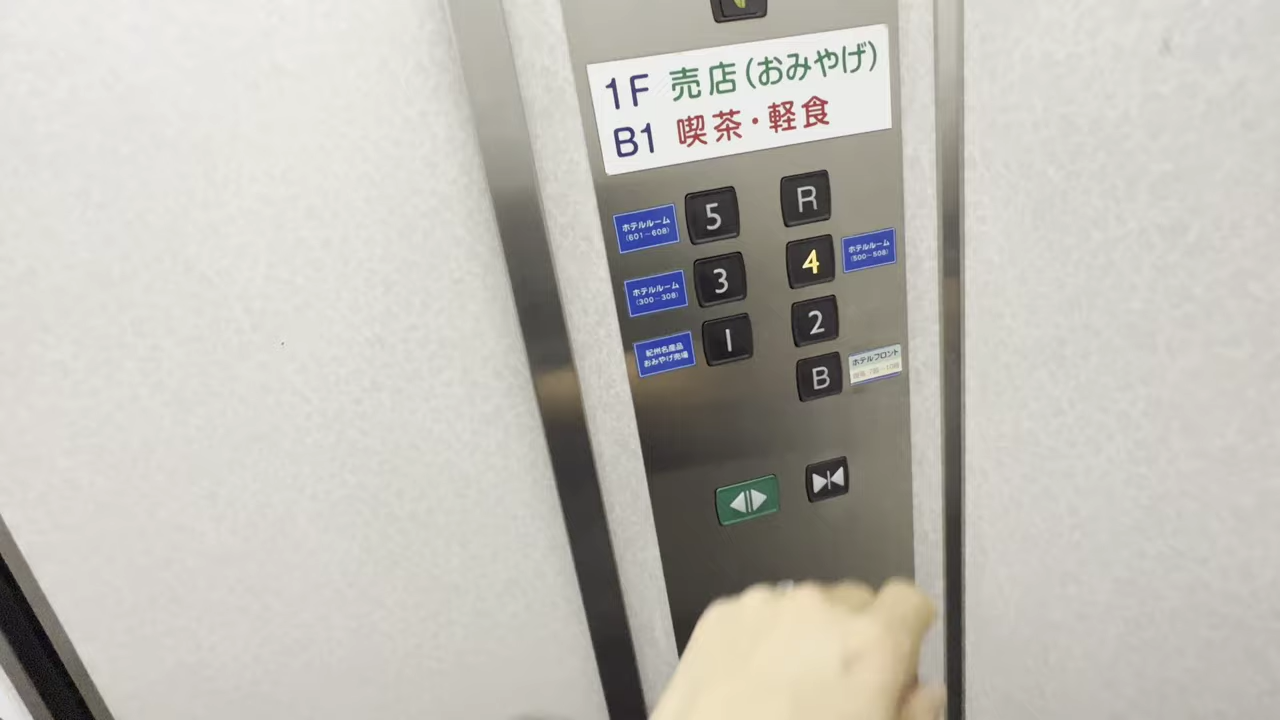 1F 売店(おみやげ)
B1 喫茶・軽食
R
ホテルルーム
(601~608)
5
4
ホテルルーム
(500~508)
ホテルルーム
(300~308)
3
2
紀州名産品
おみやげ売場
1
B
ホテルフロント